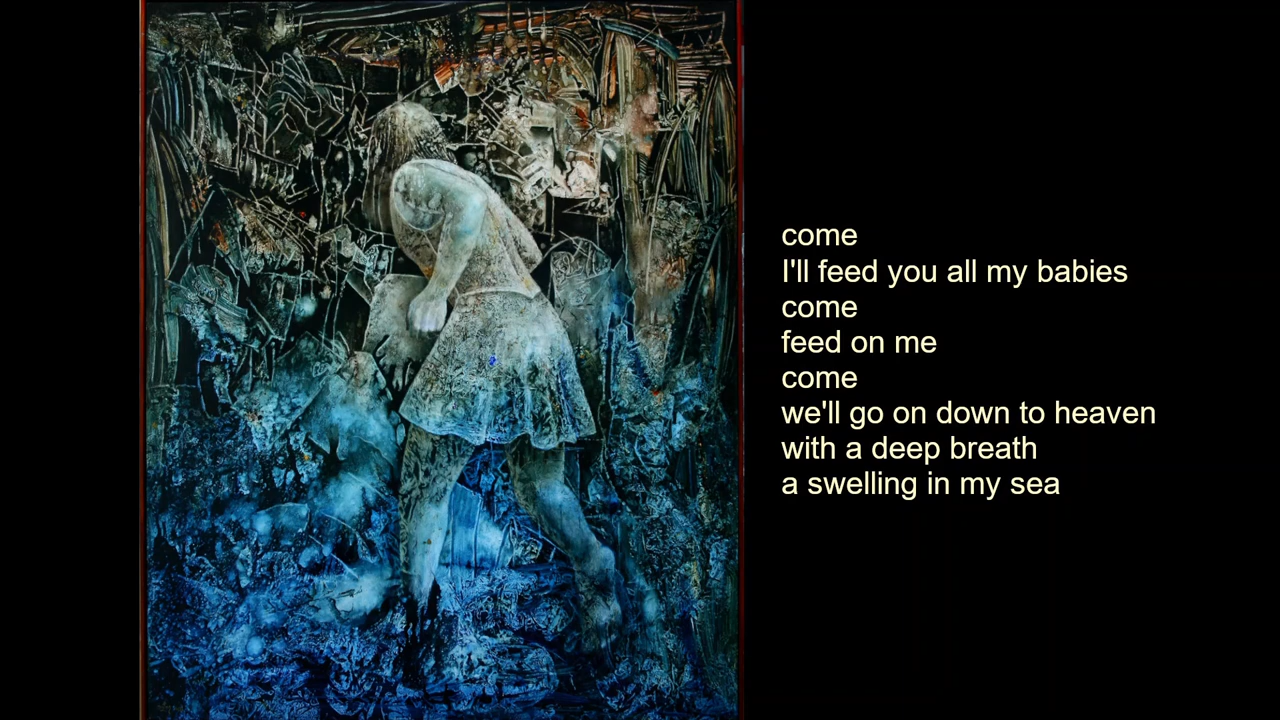 come
I'll feed you all my babies
come
feed on me
come
we'll go on down to heaven
with a deep breath
a swelling in my sea